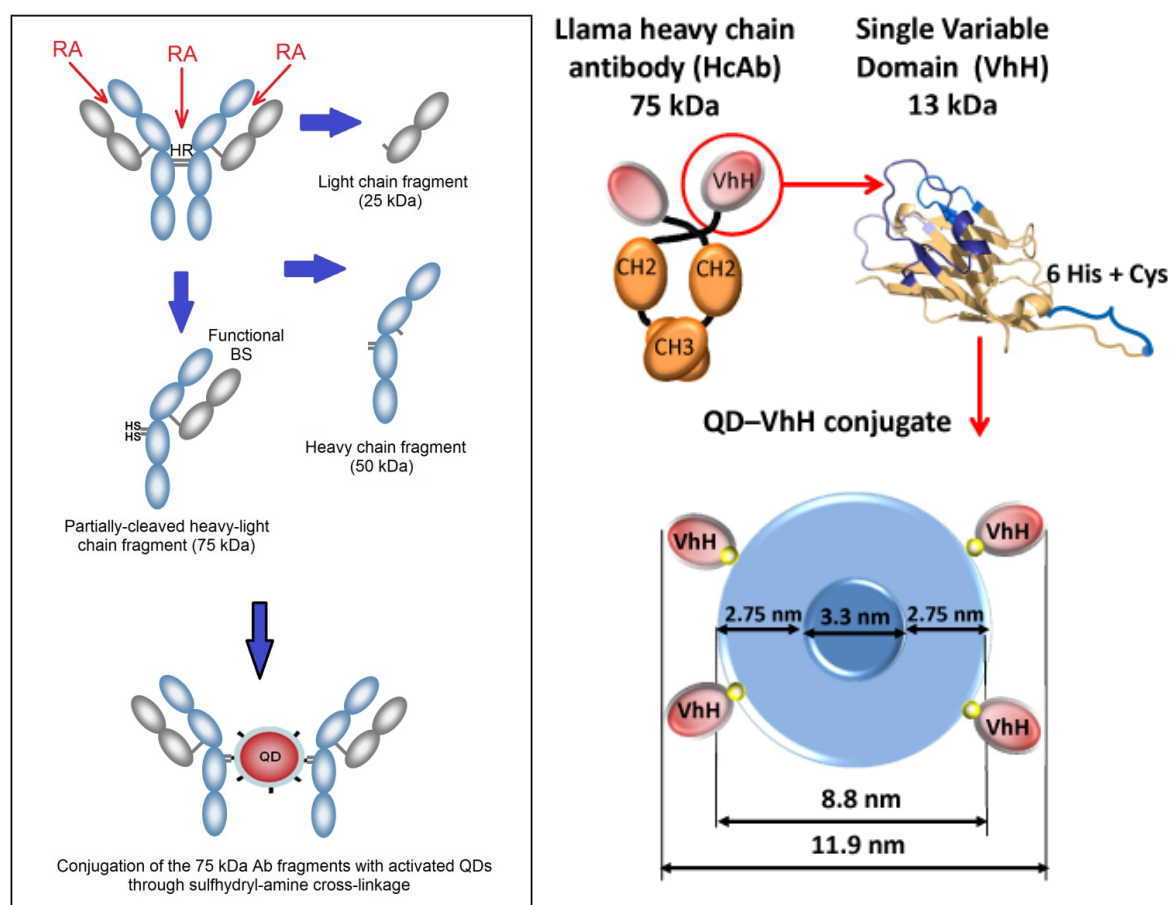 RA
RA
RA
HR
Light chain fragment
(25 kDa)
Functional
BS
HS
HS
Heavy chain fragment
(50 kDa)
Partially-cleaved heavy-light
chain fragment (75 kDa)
QD
Conjugation of the 75 kDa Ab fragments with activated QDs
through sulfhydryl-amine cross-linkage
Llama heavy chain
antibody (HcAb)
75 kDa
Single Variable
Domain (VhH)
13 kDa
VhH
CH2
CH2
CH3
6 His + Cys
QD–VhH conjugate
VhH
VhH
2.75 nm
3.3 nm
2.75 nm
VhH
VhH
8.8 nm
11.9 nm